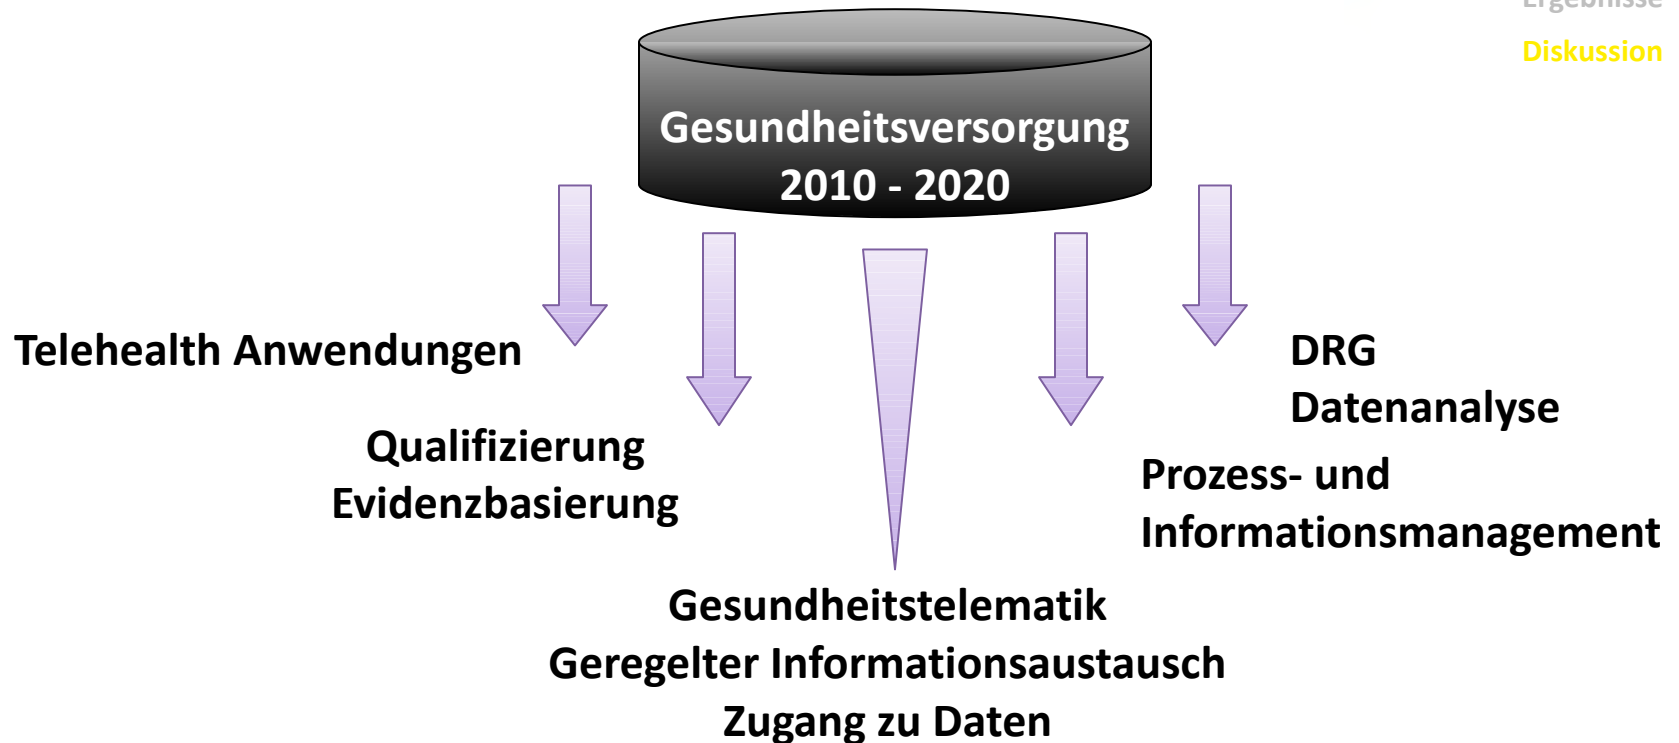 Ergebnisse
Diskussion
Gesundheitsversorgung
2010 - 2020
Telehealth Anwendungen
Qualifizierung
Evidenzbasierung
Gesundheitstelematik
Geregelter Informationsaustausch
Zugang zu Daten
Prozess- und
Informationsmanagement
DRG
Datenanalyse